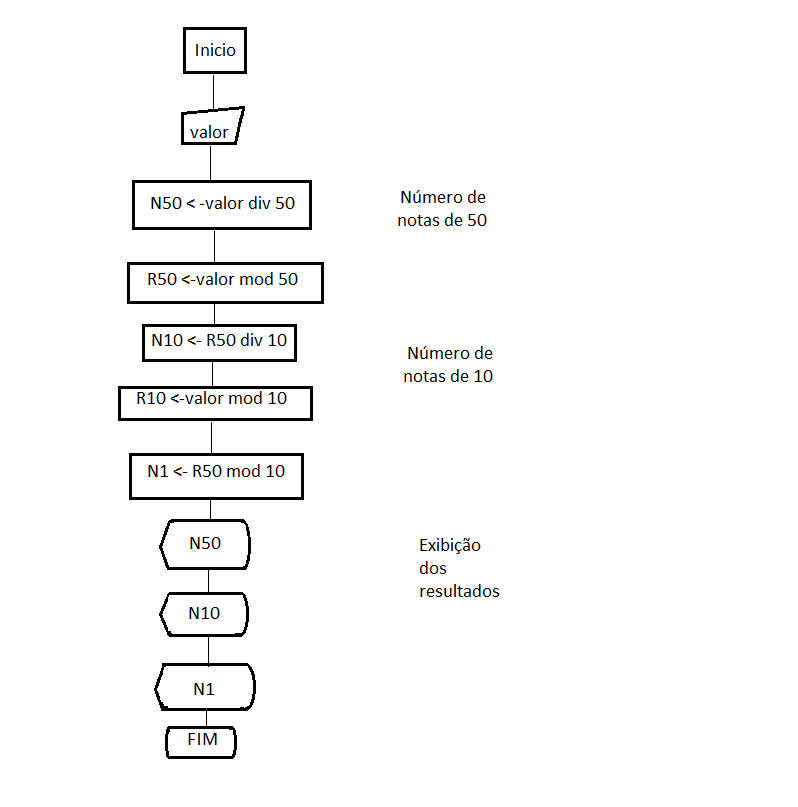 Inicio
valor
N50 < -valor div 50
Número de
notas de 50
R50 <-valor mod 50
N10 <- R50 div 10
Número de
notas de 10
R10 <-valor mod 10
N1 <- R50 mod 10
N50
Exibição
dos
resultados
N10
N1
FIM